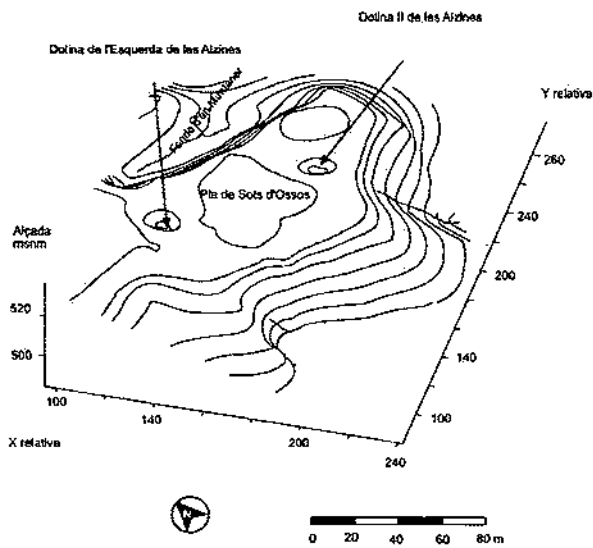 Dolina II de les Alzines
Dolina de l'Esquerda de les Alzines
Y relativa
Fondo
Pla de Sots d'Ossos
Alçada
msnm
520
500
260
240
200
140
100
100
140
200
240
X relativa
N
0 20 40 60 80 m